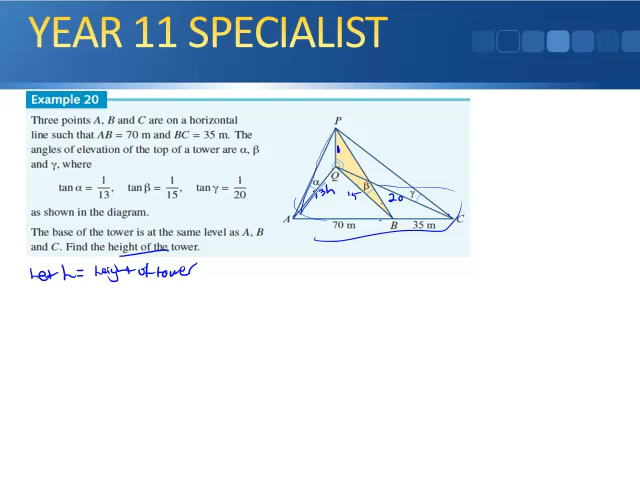 YEAR 11 SPECIALIST
Example 20
Three points A, B and C are on a horizontal
line such that AB = 70 m and BC = 35 m. The
angles of elevation of the top of a tower are α, β
and γ, where
tan α = 1/13, tan β = 1/15, tan γ = 1/20
as shown in the diagram.
The base of the tower is at the same level as A, B
and C. Find the height of the tower.
P
Q
α
β
γ
13h
15
20
A
B
C
70 m
35 m
Let h = height of tower